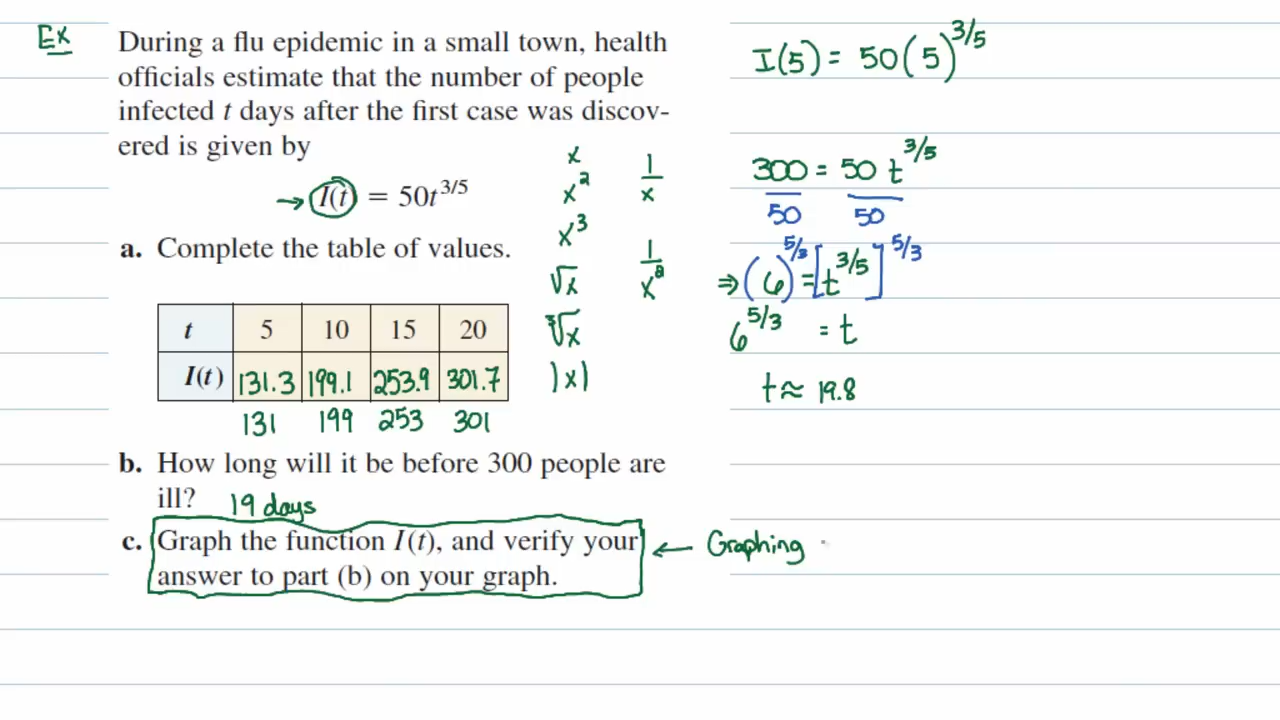 Ex
During a flu epidemic in a small town, health
officials estimate that the number of people
infected t days after the first case was discov-
ered is given by
→ I(t) = 50t^{3/5}
a. Complete the table of values.
t 5 10 15 20
I(t) 131.3 199.1 253.9 301.7
131 199 253 301
b. How long will it be before 300 people are
ill? 19 days
c. Graph the function I(t), and verify your
answer to part (b) on your graph.
← Graphing
x
x^2
x^3
√x
∛x
|x|
1/x
1/x^2
I(5) = 50(5)^{3/5}
300 = 50 t^{3/5}
50 50
⇒ (6)^{5/3} = [t^{3/5}]^{5/3}
6^{5/3} = t
t ≈ 19.8